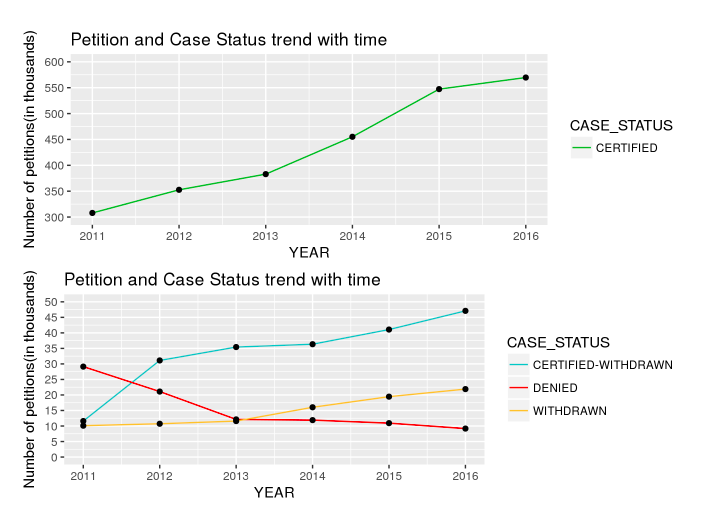 Petition and Case Status trend with time
Number of petitions(in thousands)
600
550
500
450
400
350
300
2011 2012 2013 2014 2015 2016
YEAR
CASE_STATUS
CERTIFIED
Petition and Case Status trend with time
Number of petitions(in thousands)
50
45
40
35
30
25
20
15
10
5
0
2011 2012 2013 2014 2015 2016
YEAR
CASE_STATUS
CERTIFIED-WITHDRAWN
DENIED
WITHDRAWN